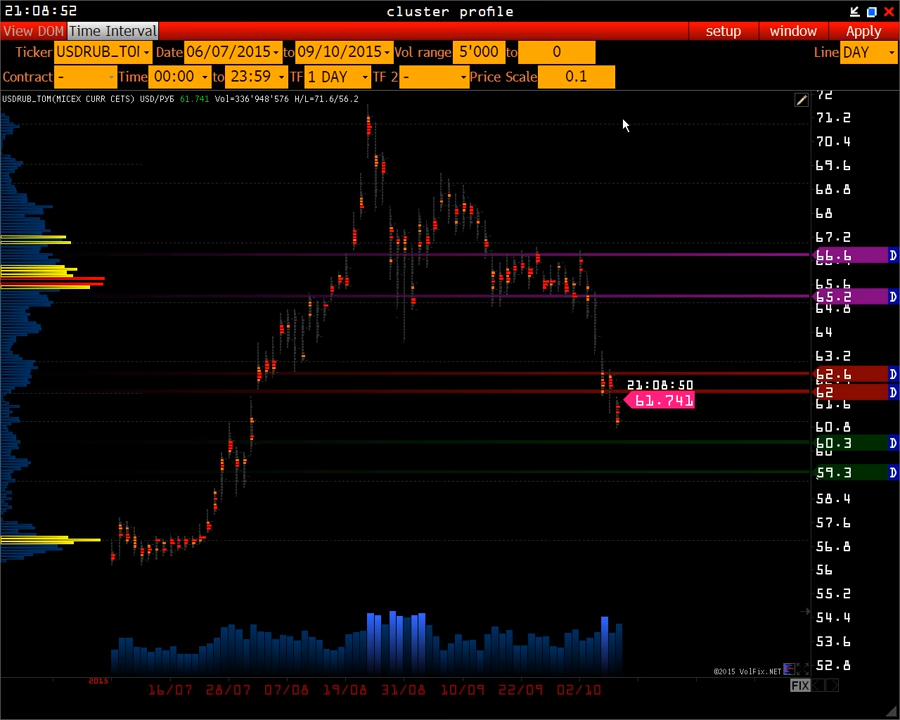 21:08:52 cluster profile
View DOM Time Interval setup window Apply
Ticker USDRUB_TO Date 06/07/2015 to 09/10/2015 Vol range 5'000 to 0 Line DAY
Contract - Time 00:00 to 23:59 TF 1 DAY TF 2 - Price Scale 0.1
USDRUB_TOM(MICEX CURR CETS) USD/РУБ 61.741 Vol=336'948'576 H/L=71.6/56.2
72
71.2
70.4
69.6
68.8
68
67.2
66.6 D
65.6
65.2 D
64.8
64
63.2
62.6 D
21:08:50
62 D
61.741
61.6
60.8
60.3 D
60
59.3 D
58.4
57.6
56.8
56
55.2
54.4
53.6
52.8
©2015 VolFix.NET
2015 16/07 28/07 07/08 19/08 31/08 10/09 22/09 02/10 FIX